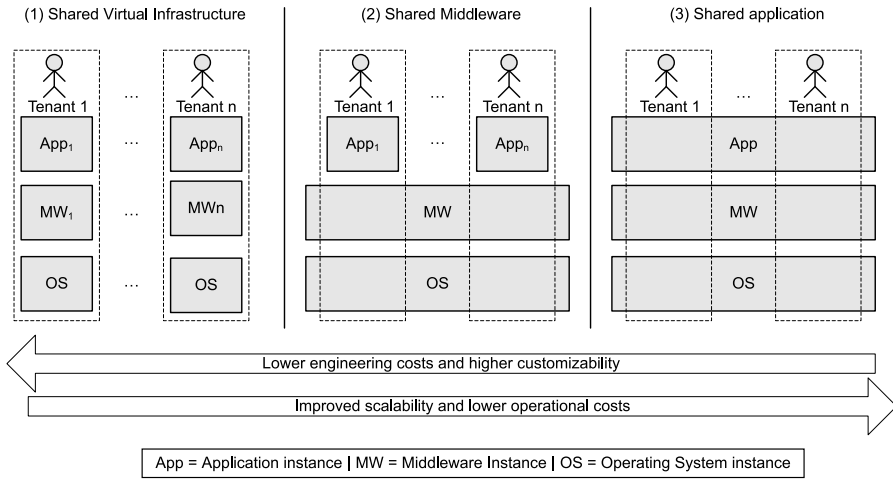 (1) Shared Virtual Infrastructure
(2) Shared Middleware
(3) Shared application
Tenant 1 ... Tenant n
Tenant 1 ... Tenant n
Tenant 1 ... Tenant n
App₁ ... Appₙ
App₁ ... Appₙ
App
MW₁ ... MWn
MW
MW
OS ... OS
OS
OS
Lower engineering costs and higher customizability
Improved scalability and lower operational costs
App = Application instance | MW = Middleware Instance | OS = Operating System instance